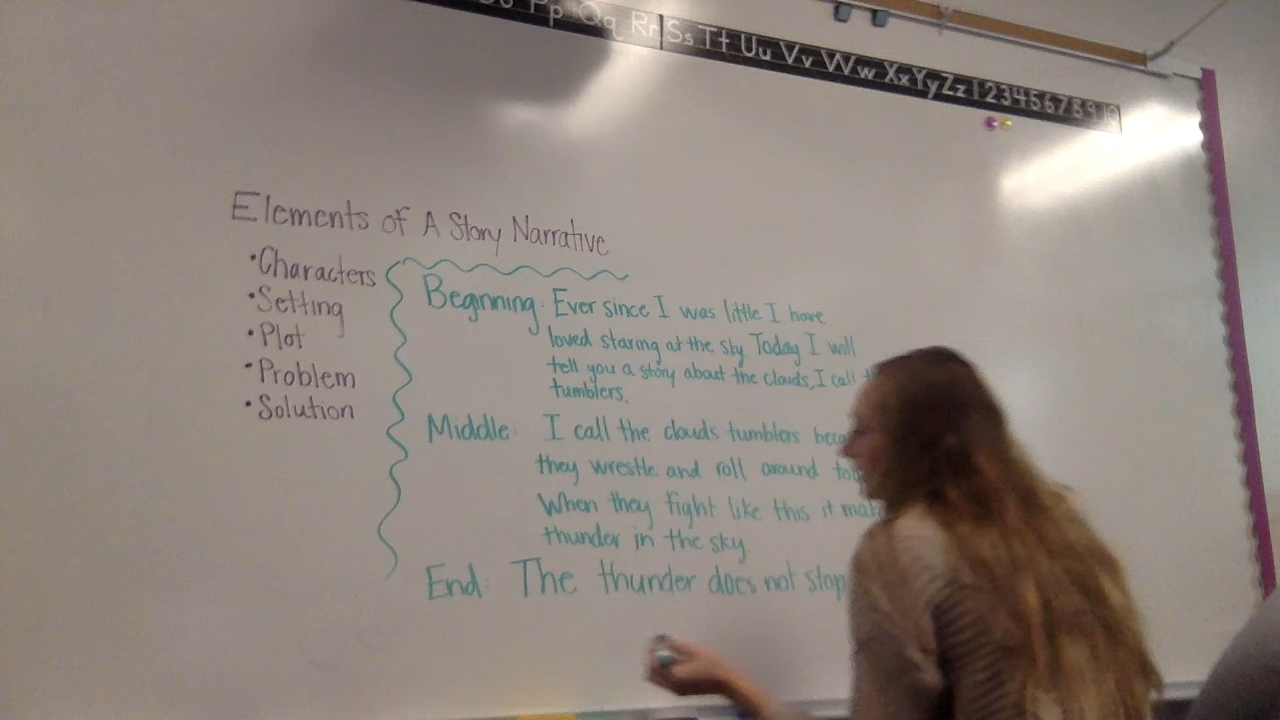 Pp Qq Rr Ss Tt Uu Vv Ww Xx Yy Zz 1 2 3 4 5 6 7 8 9 10
Elements of A Story Narrative
•Characters
•Setting
•Plot
•Problem
•Solution
Beginning: Ever since I was little I have
loved staring at the sky Today I will
tell you a story about the clouds, I call
tumblers.
Middle: I call the clouds tumblers
they wrestle and roll around
When they fight like this it
thunder in the sky
End: The thunder does not stop